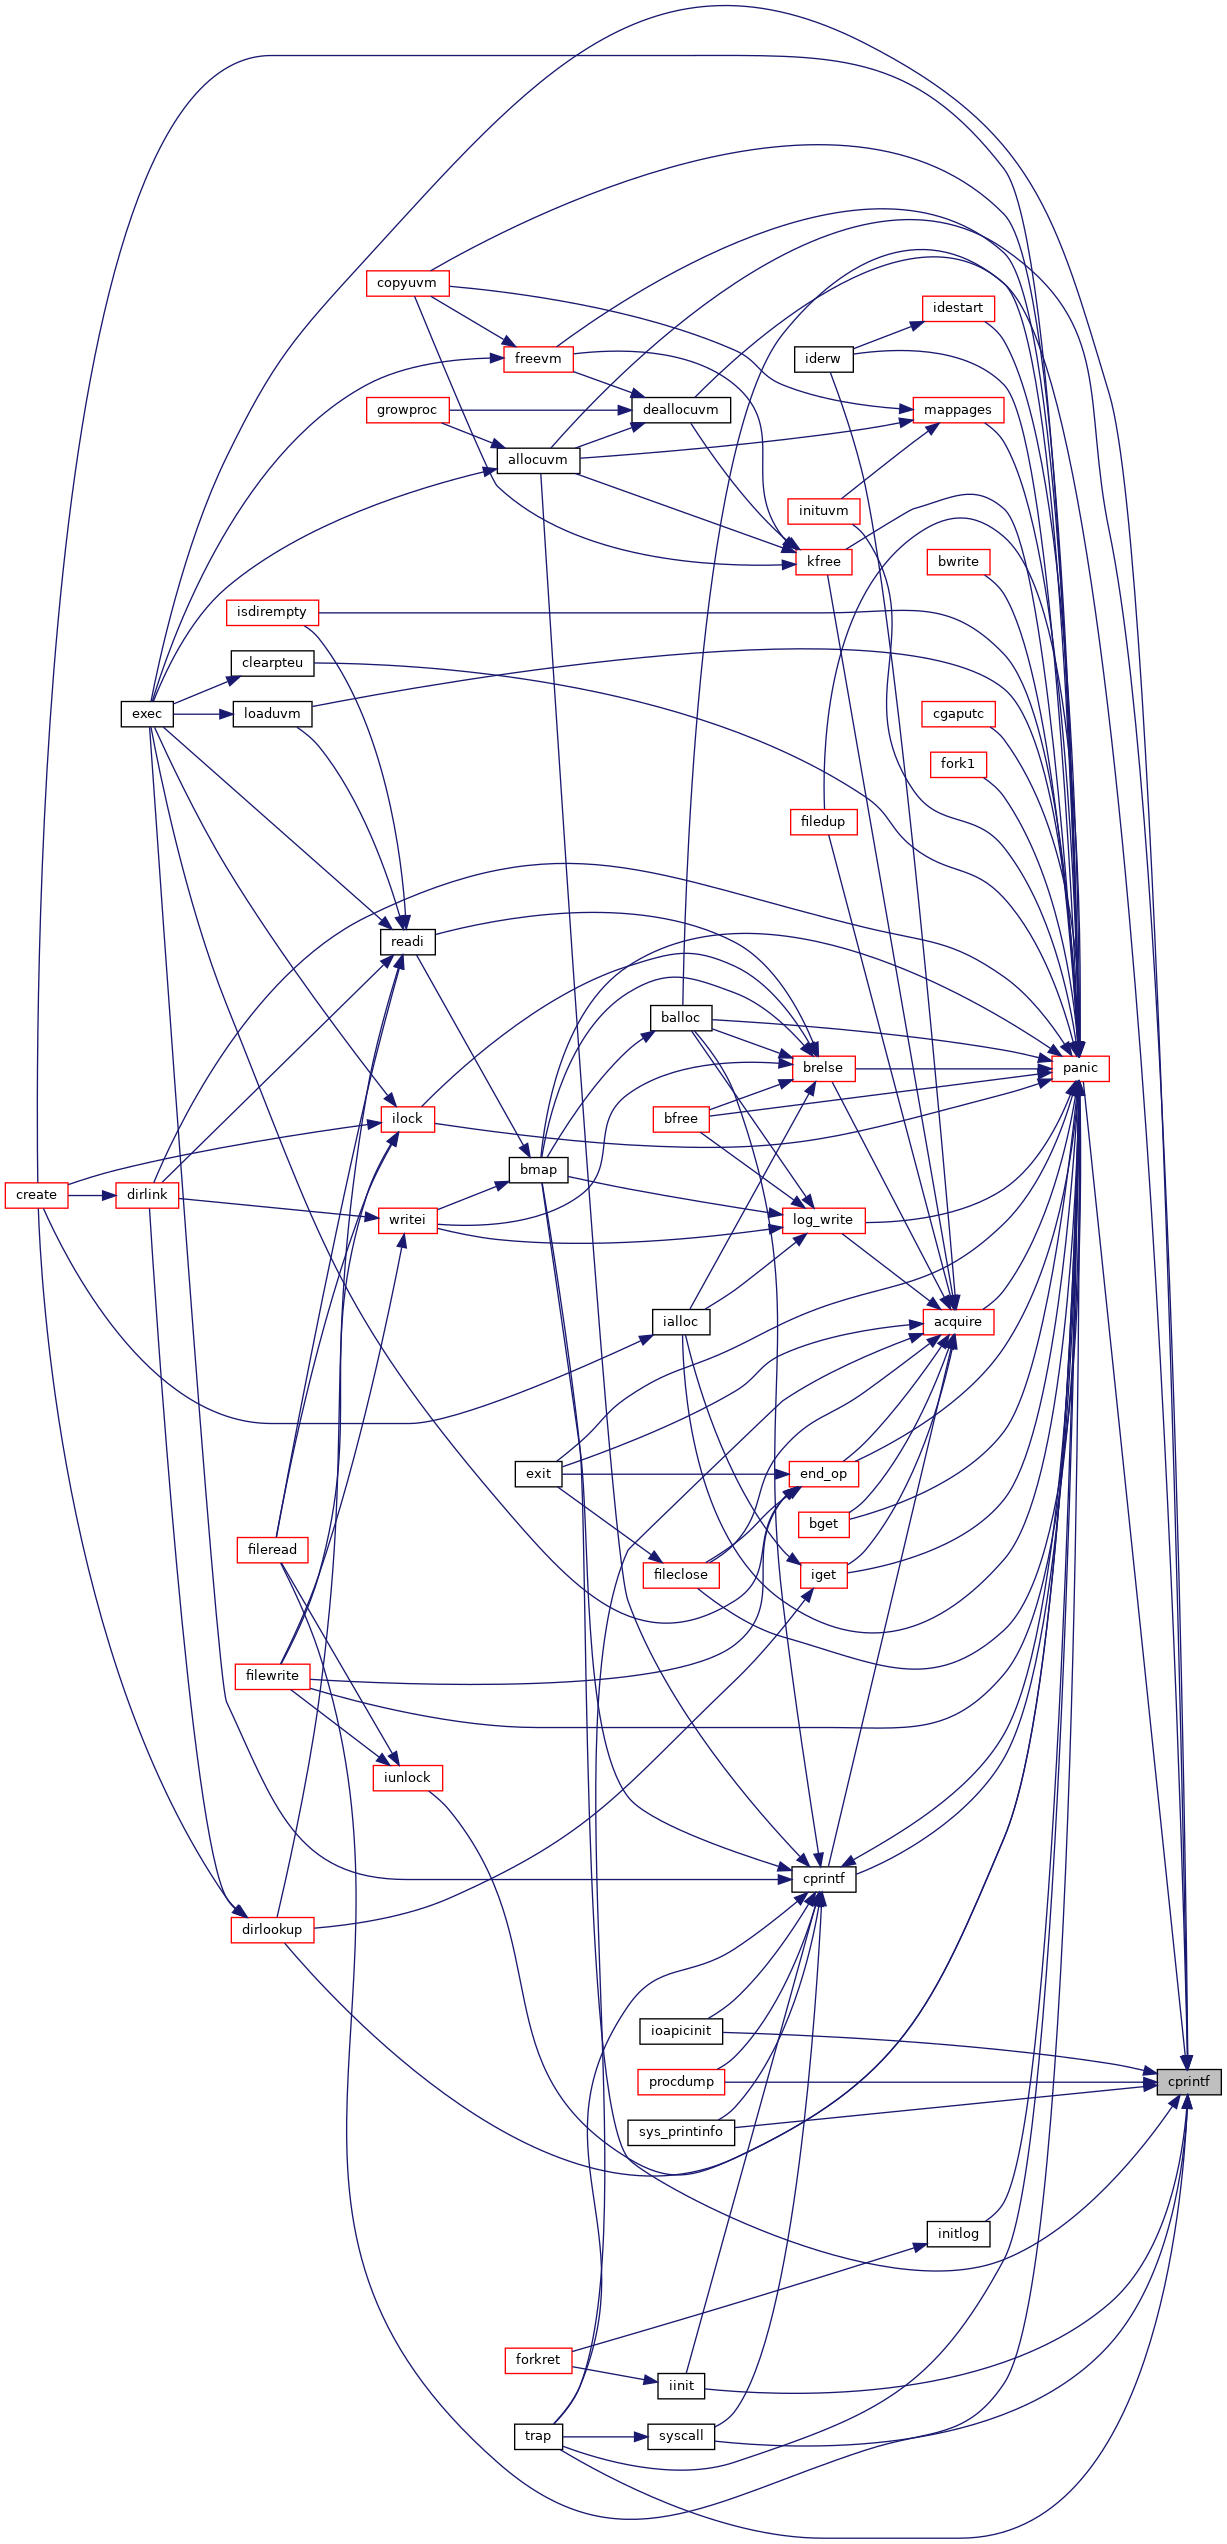 copyuvm
idestart
freevm
iderw
growproc
deallocuvm
mappages
allocuvm
inituvm
kfree
bwrite
isdirempty
clearpteu
exec
loaduvm
cgaputc
fork1
filedup
readi
balloc
brelse
panic
ilock
bfree
bmap
create
dirlink
writei
log_write
ialloc
acquire
exit
end_op
bget
fileread
fileclose
iget
filewrite
iunlock
cprintf
dirlookup
ioapicinit
procdump
cprintf
sys_printinfo
initlog
forkret
iinit
trap
syscall